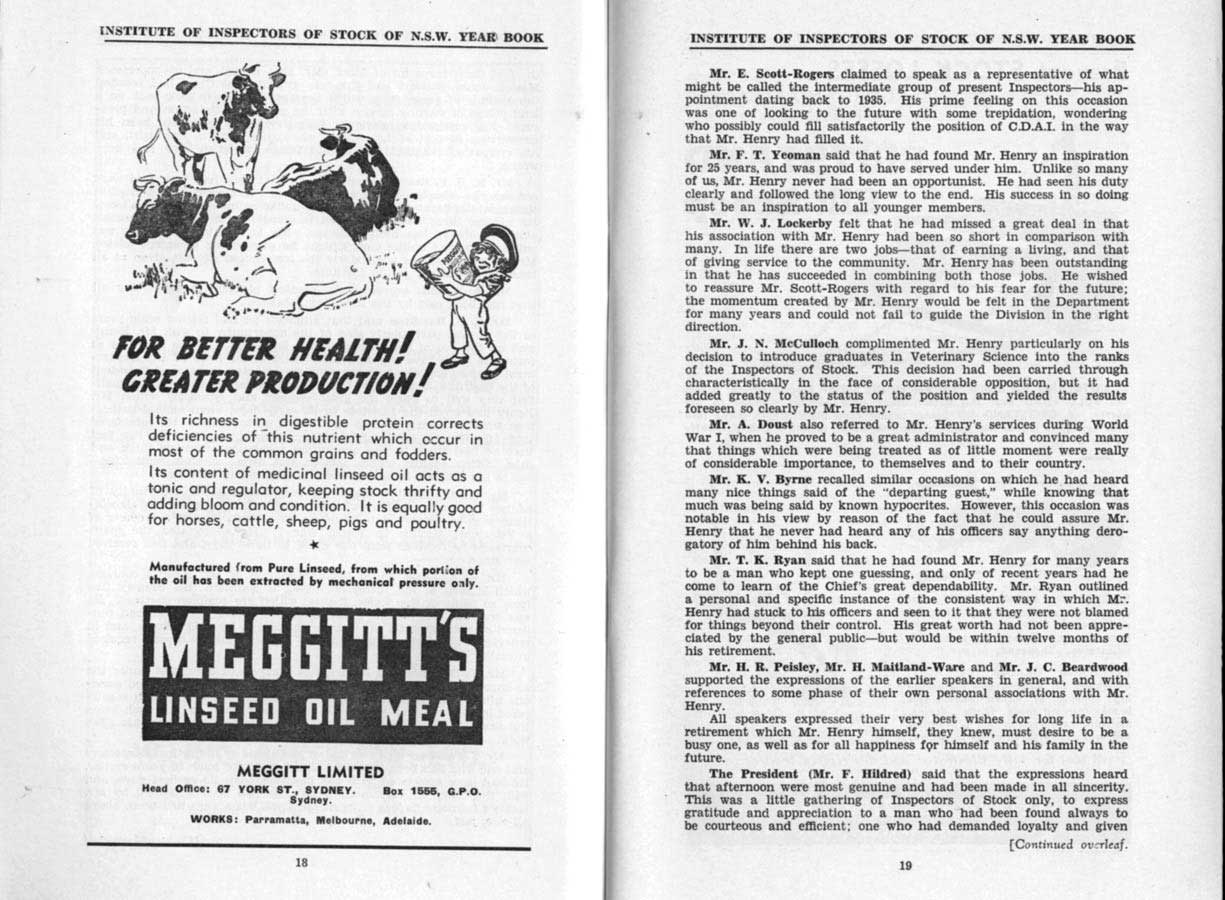 INSTITUTE OF INSPECTORS OF STOCK OF N.S.W. YEAR BOOK
FOR BETTER HEALTH!
GREATER PRODUCTION!
Its richness in digestible protein corrects
deficiencies of this nutrient which occur in
most of the common grains and fodders.
Its content of medicinal linseed oil acts as a
tonic and regulator, keeping stock thrifty and
adding bloom and condition. It is equally good
for horses, cattle, sheep, pigs and poultry.
★
Manufactured from Pure Linseed, from which portion of
the oil has been extracted by mechanical pressure only.
MEGGITT'S
LINSEED OIL MEAL
MEGGITT LIMITED
Head Office: 67 YORK ST., SYDNEY. Box 1555, G.P.O.
Sydney.
WORKS: Parramatta, Melbourne, Adelaide.
18
INSTITUTE OF INSPECTORS OF STOCK OF N.S.W. YEAR BOOK
Mr. E. Scott-Rogers claimed to speak as a representative of what
might be called the intermediate group of present Inspectors—his ap-
pointment dating back to 1935. His prime feeling on this occasion
was one of looking to the future with some trepidation, wondering
who possibly could fill satisfactorily the position of C.D.A.I. in the way
that Mr. Henry had filled it.
Mr. F. T. Yeoman said that he had found Mr. Henry an inspiration
for 25 years, and was proud to have served under him. Unlike so many
of us, Mr. Henry never had been an opportunist. He had seen his duty
clearly and followed the long view to the end. His success in so doing
must be an inspiration to all younger members.
Mr. W. J. Lockerby felt that he had missed a great deal in that
his association with Mr. Henry had been so short in comparison with
many. In life there are two jobs—that of earning a living, and that
of giving service to the community. Mr. Henry has been outstanding
in that he has succeeded in combining both those jobs. He wished
to reassure Mr. Scott-Rogers with regard to his fear for the future;
the momentum created by Mr. Henry would be felt in the Department
for many years and could not fail to guide the Division in the right
direction.
Mr. J. N. McCulloch complimented Mr. Henry particularly on his
decision to introduce graduates in Veterinary Science into the ranks
of the Inspectors of Stock. This decision had been carried through
characteristically in the face of considerable opposition, but it had
added greatly to the status of the position and yielded the results
foreseen so clearly by Mr. Henry.
Mr. A. Doust also referred to Mr. Henry's services during World
War I, when he proved to be a great administrator and convinced many
that things which were being treated as of little moment were really
of considerable importance, to themselves and to their country.
Mr. K. V. Byrne recalled similar occasions on which he had heard
many nice things said of the "departing guest," while knowing that
much was being said by known hypocrites. However, this occasion was
notable in his view by reason of the fact that he could assure Mr.
Henry that he never had heard any of his officers say anything dero-
gatory of him behind his back.
Mr. T. K. Ryan said that he had found Mr. Henry for many years
to be a man who kept one guessing, and only of recent years had he
come to learn of the Chief's great dependability. Mr. Ryan outlined
a personal and specific instance of the consistent way in which Mr.
Henry had stuck to his officers and seen to it that they were not blamed
for things beyond their control. His great worth had not been appre-
ciated by the general public—but would be within twelve months of
his retirement.
Mr. H. R. Peisley, Mr. H. Maitland-Ware and Mr. J. C. Beardwood
supported the expressions of the earlier speakers in general, and with
references to some phase of their own personal associations with Mr.
Henry.
All speakers expressed their very best wishes for long life in a
retirement which Mr. Henry himself, they knew, must desire to be a
busy one, as well as for all happiness for himself and his family in the
future.
The President (Mr. F. Hildred) said that the expressions heard
that afternoon were most genuine and had been made in all sincerity.
This was a little gathering of Inspectors of Stock only, to express
gratitude and appreciation to a man who had been found always to
be courteous and efficient; one who had demanded loyalty and given
[Continued overleaf.
19